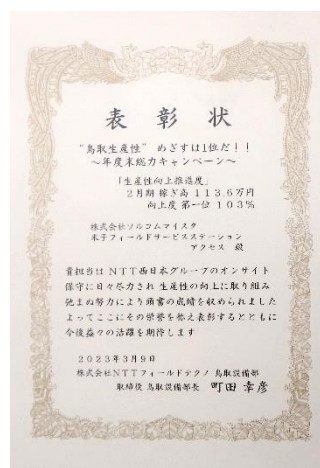 表彰状
“鳥取生産性” めざすは1位だ!!
～年度末総力キャンペーン～
「生産性向上推進度」
2月期 稼ぎ高 113.6万円
向上度 第一位 103%
株式会社ソルコムマイスタ
米子フィールドサービスステーション
アクセス 殿
貴担当は NTT西日本グループのオンサイト
保守に日々尽力され 生産性の向上に取り組み
弛まぬ努力により頭書の成績を収められました
よってここにその栄誉を称え表彰するとともに
今後益々の活躍を期待します
2023年3月9日
株式会社NTTフィールドテクノ 鳥取設備部
取締役 鳥取設備部長 町田 幸彦